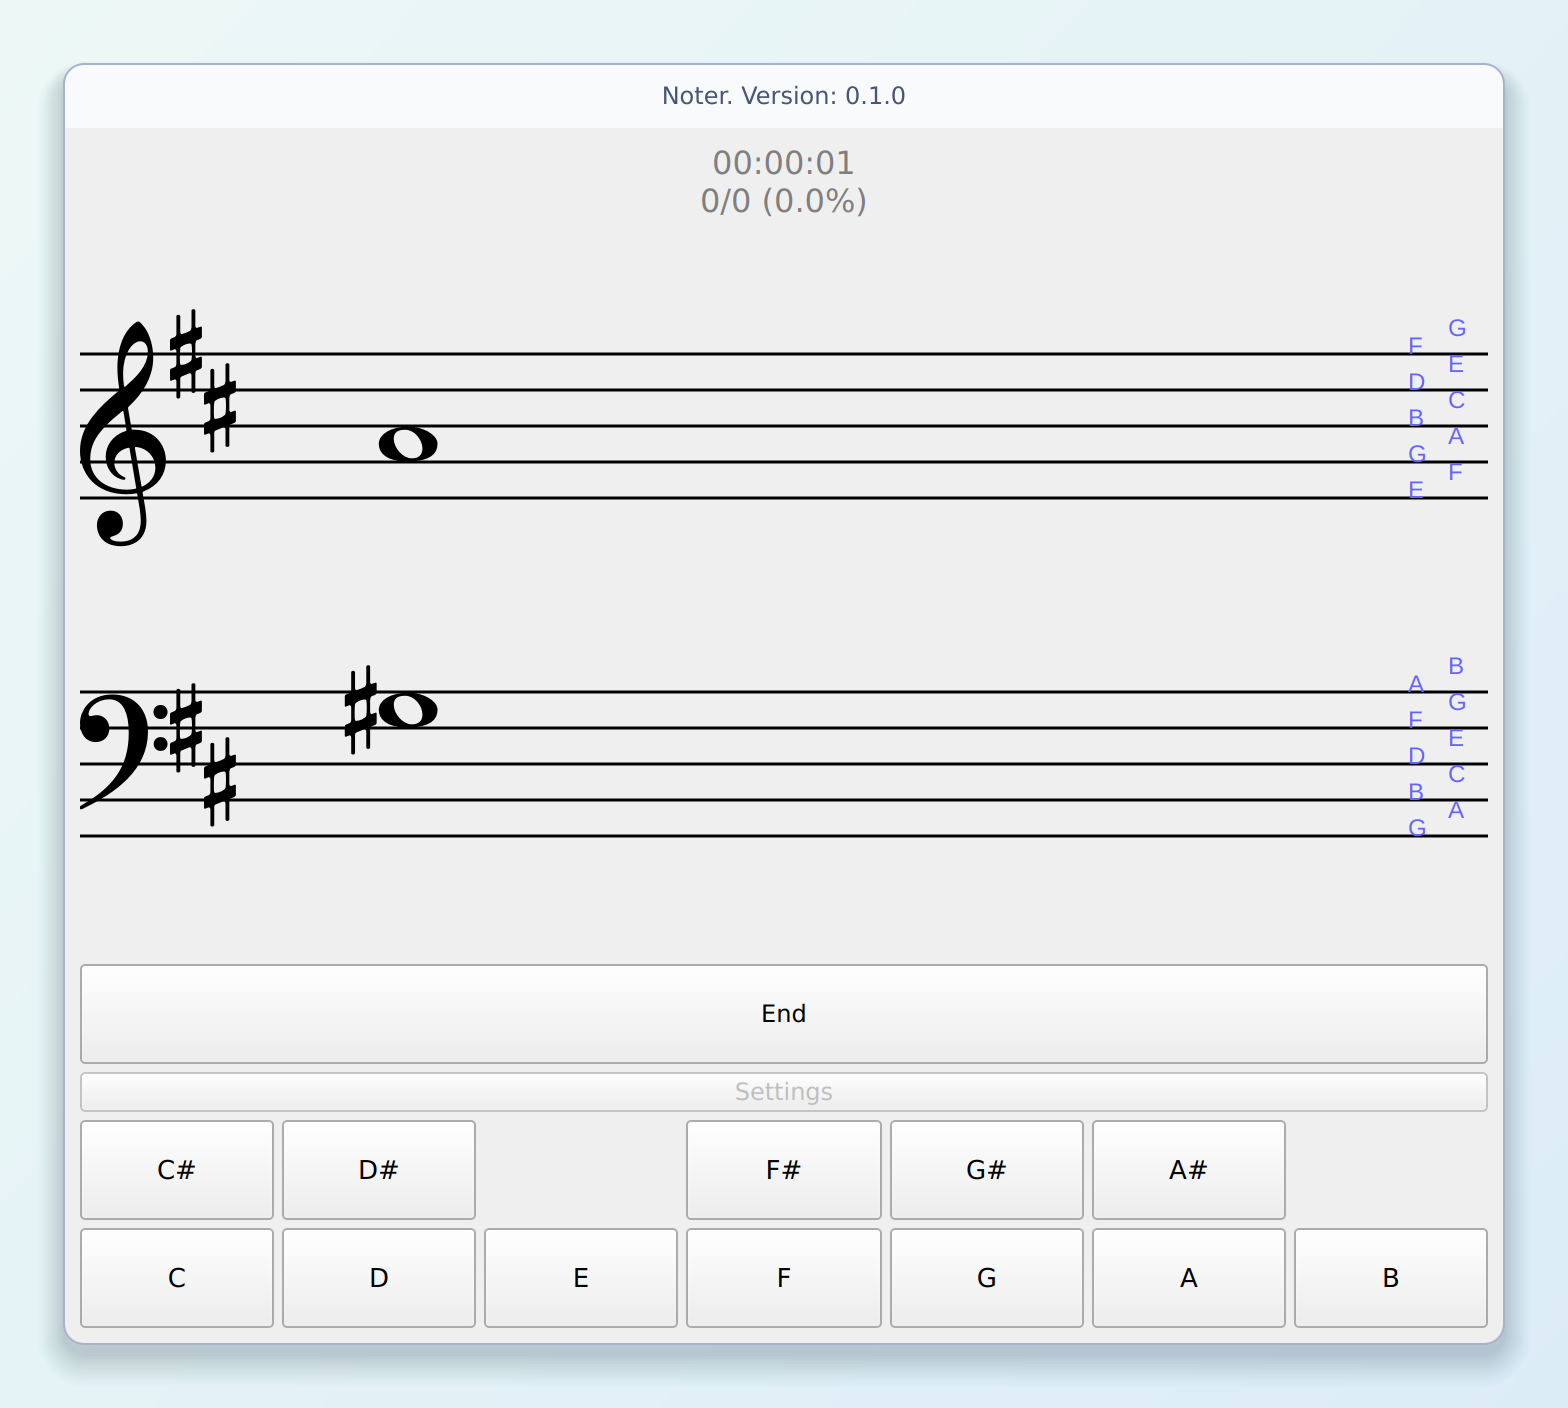 Noter. Version: 0.1.0
00:00:01
0/0 (0.0%)
G
F
E
D
C
B
A
G
F
E
B
A
G
F
E
D
C
B
A
G
End
Settings
C# D# F# G# A#
C D E F G A B